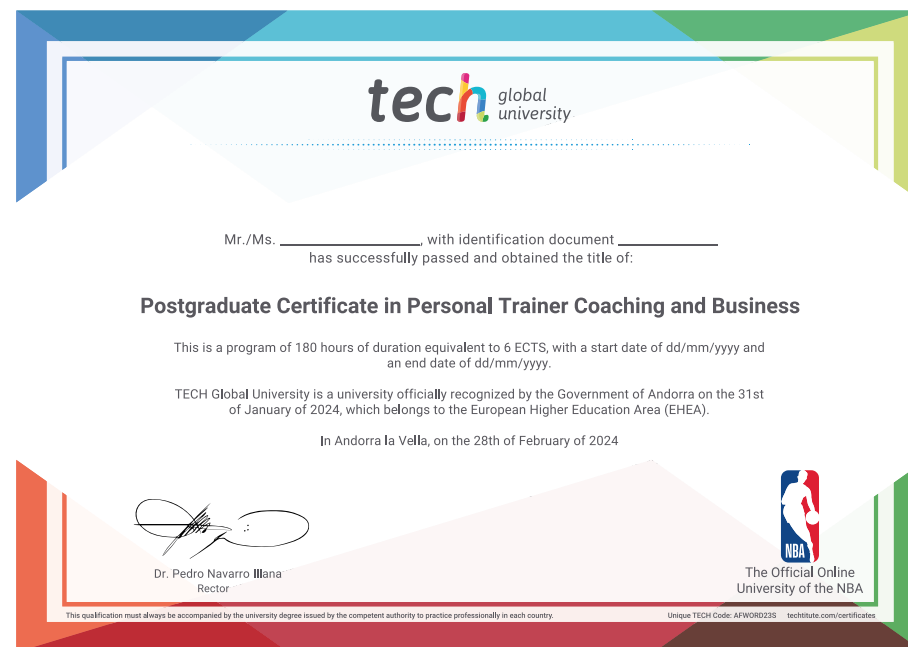 tech global university
Mr./Ms. ____________, with identification document ____________
has successfully passed and obtained the title of:
Postgraduate Certificate in Personal Trainer Coaching and Business
This is a program of 180 hours of duration equivalent to 6 ECTS, with a start date of dd/mm/yyyy and
an end date of dd/mm/yyyy.
TECH Global University is a university officially recognized by the Government of Andorra on the 31st
of January of 2024, which belongs to the European Higher Education Area (EHEA).
In Andorra la Vella, on the 28th of February of 2024
Dr. Pedro Navarro Illana
Rector
NBA
The Official Online
University of the NBA
This qualification must always be accompanied by the university degree issued by the competent authority to practice professionally in each country.
Unique TECH Code: AFWORD23S techtitute.com/certificates